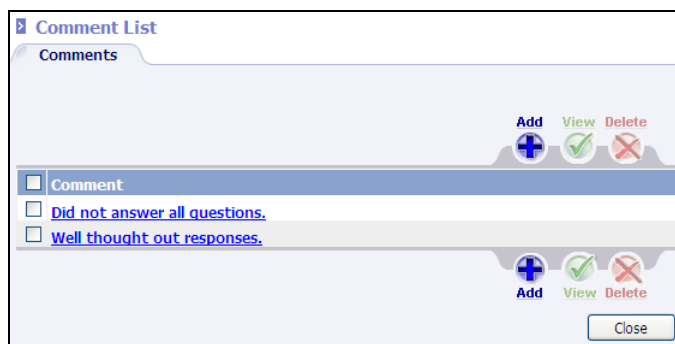 Comment List
Comments
Add View Delete
Comment
Did not answer all questions.
Well thought out responses.
Add View Delete
Close